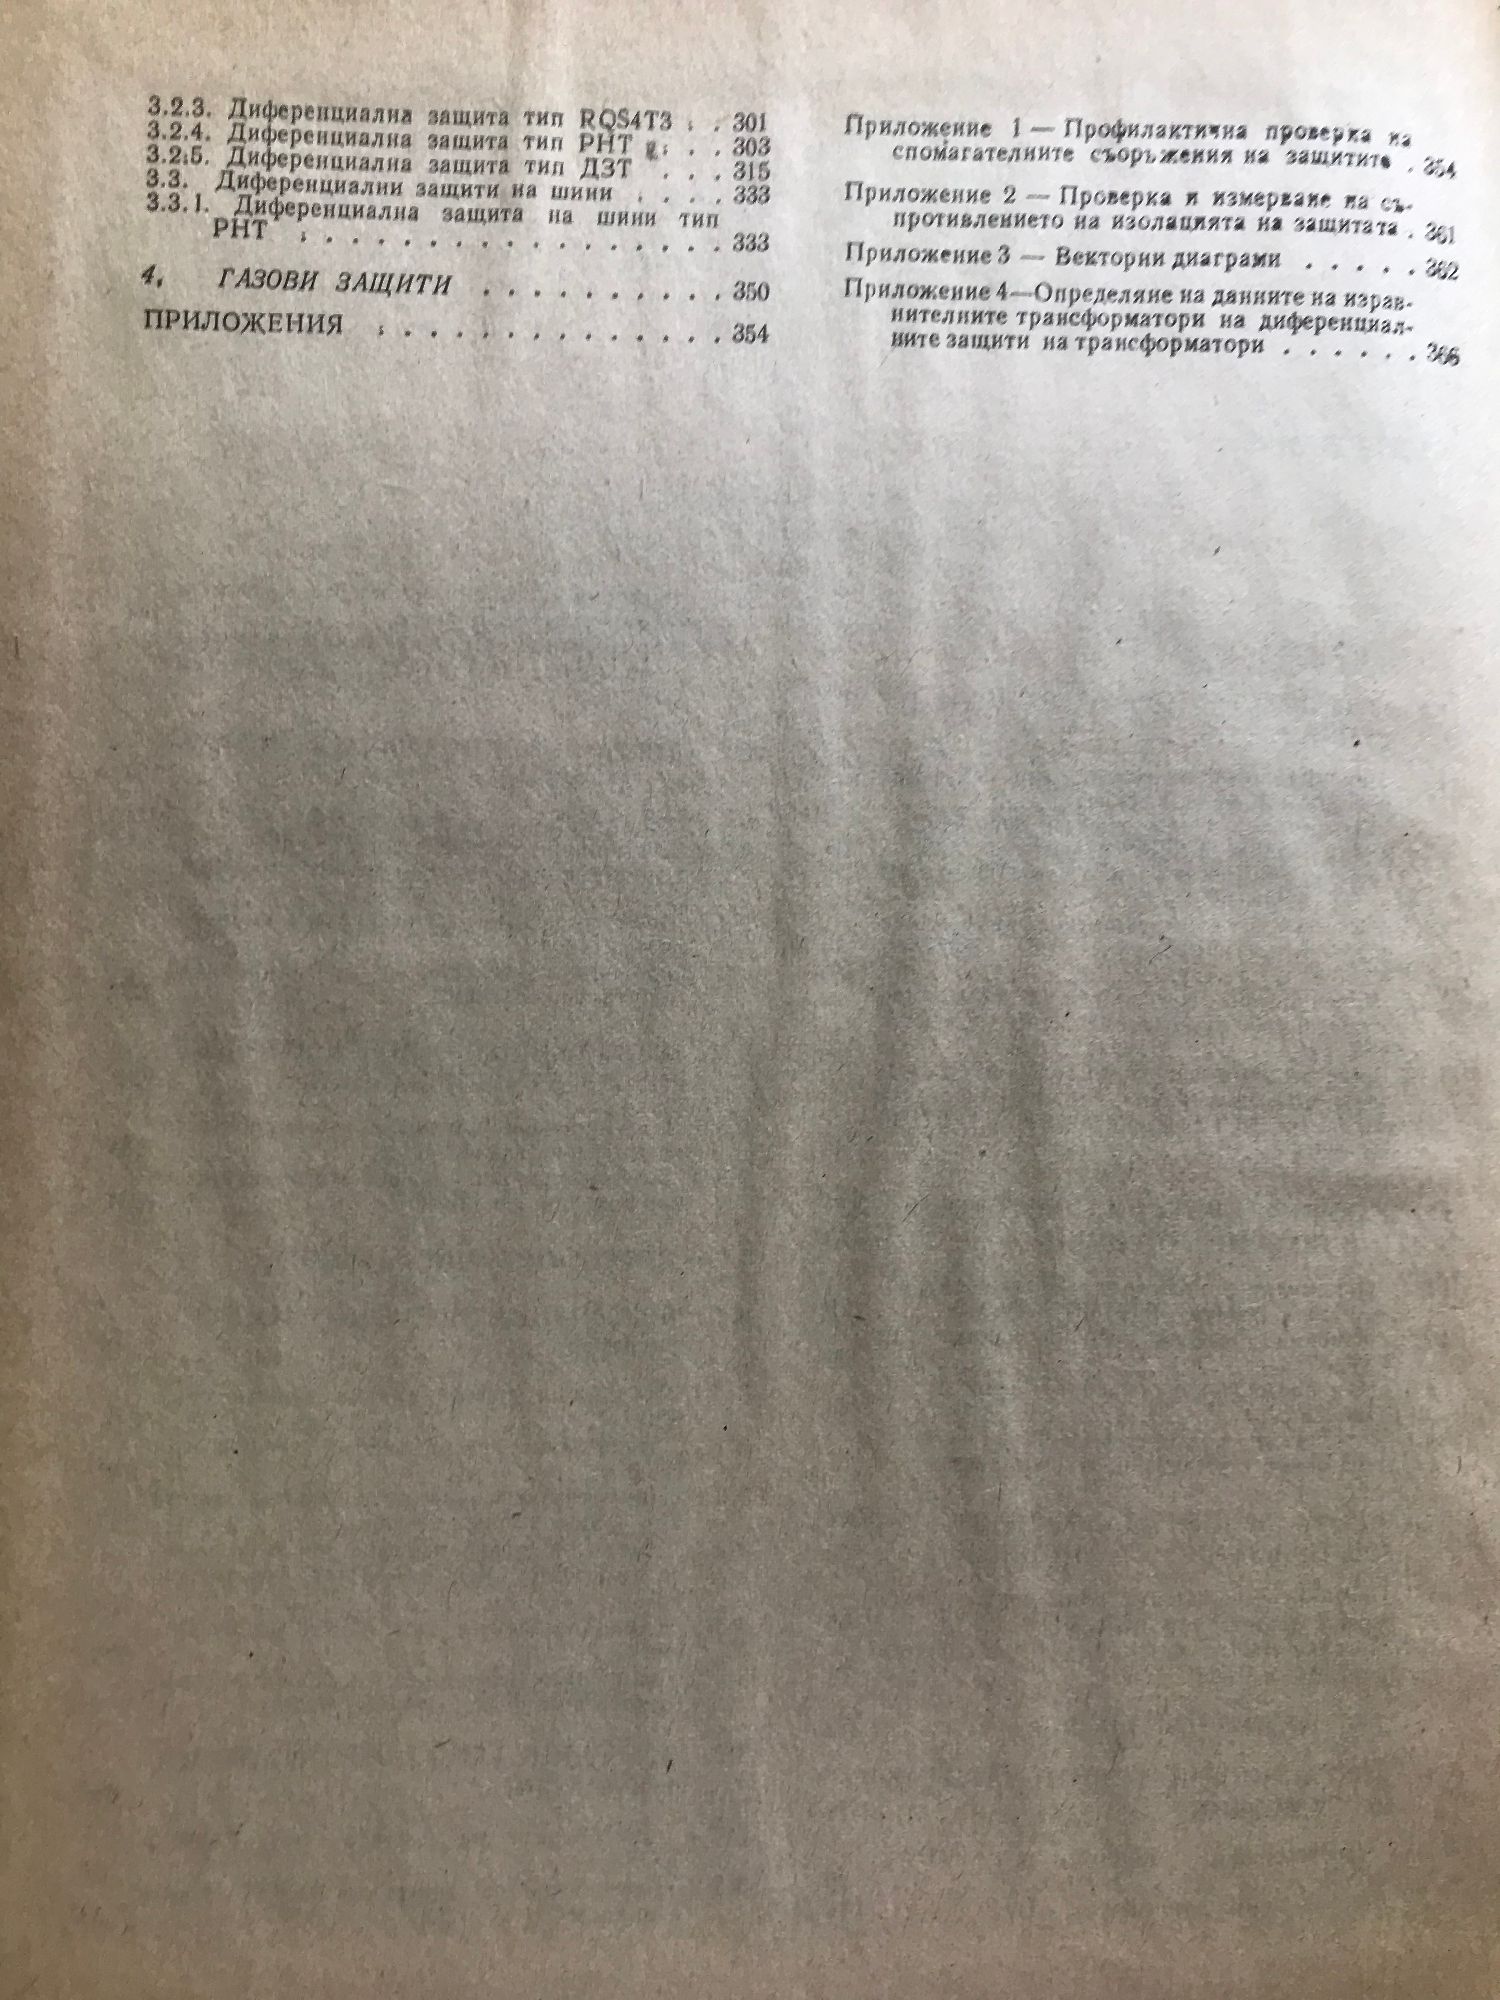 3.2.3. Диференциална защита тип RQS4T3 . . 301
3.2.4. Диференциална защита тип РНТ . . . 303
3.2.5. Диференциална защита тип ДЗТ . . . 315
3.3. Диференциални защити на шини . . . . 333
3.3.1. Диференциална защита на шини тип
РНТ . . . . . . . . . . . . . . . . . 333
4. ГАЗОВИ ЗАЩИТИ . . . . . . . . . . 350
ПРИЛОЖЕНИЯ . . . . . . . . . . . . . . 354
Приложение 1 — Профилактична проверка на
спомагателните съоръжения на защитите . 354
Приложение 2 — Проверка и измерване на съ-
противлението на изолацията на защитата . 361
Приложение 3 — Векторни диаграми . . . . . 362
Приложение 4—Определяне на данните на израв-
нителните трансформатори на диференциал-
ните защити на трансформатори . . . . . . 366